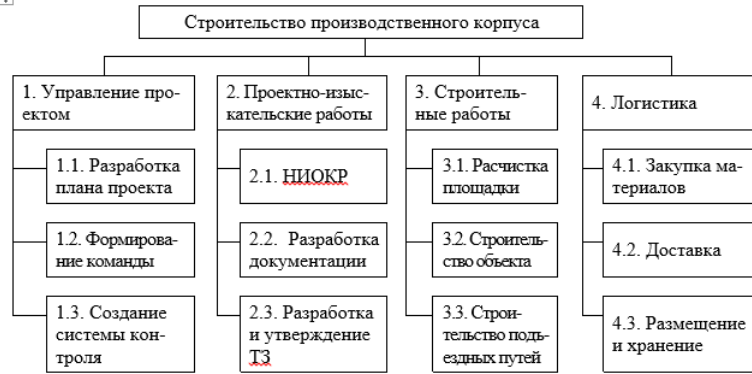 Строительство производственного корпуса
1. Управление про-
ектом
1.1. Разработка
плана проекта
1.2. Формирова-
ние команды
1.3. Создание
системы кон-
троля
2. Проектно-изыс-
кательские работы
2.1. НИОКР
2.2. Разработка
документации
2.3. Разработка
и утверждение
ТЗ
3. Строитель-
ные работы
3.1. Расчистка
площадки
3.2. Строитель-
ство объекта
3.3. Строи-
тельство подъ-
ездных путей
4. Логистика
4.1. Закупка ма-
териалов
4.2. Доставка
4.3. Размещение
и хранение